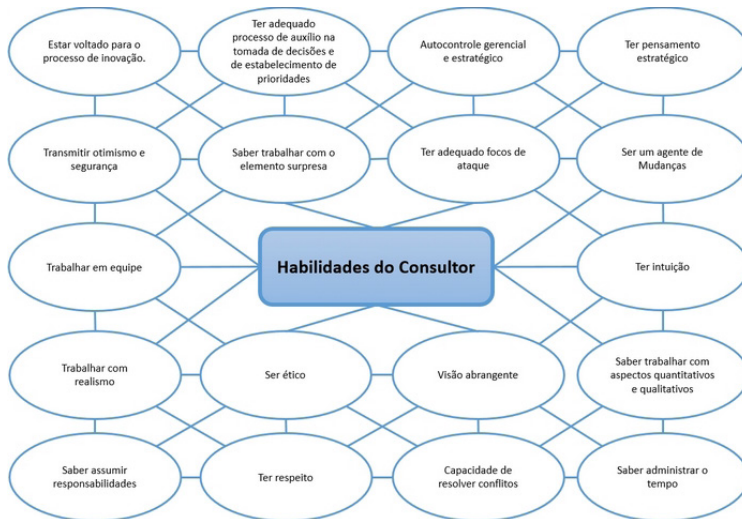 Estar voltado para o
processo de inovação.
Ter adequado
processo de auxílio na
tomada de decisões e
de estabelecimento de
prioridades
Autocontrole gerencial
e estratégico
Ter pensamento
estratégico
Transmitir otimismo e
segurança
Saber trabalhar com o
elemento surpresa
Ter adequado focos de
ataque
Ser um agente de
Mudanças
Trabalhar em equipe
Habilidades do Consultor
Ter intuição
Trabalhar com
realismo
Ser ético
Visão abrangente
Saber trabalhar com
aspectos quantitativos
e qualitativos
Saber assumir
responsabilidades
Ter respeito
Capacidade de
resolver conflitos
Saber administrar o
tempo